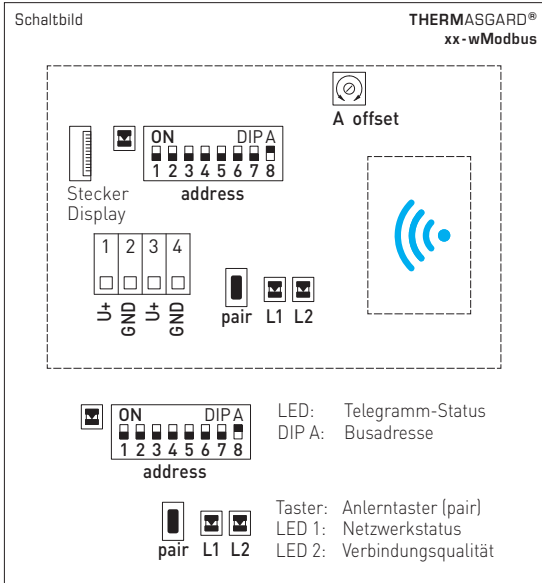 Schaltbild
THERMASGARD®
xx-wModbus
A offset
ON DIP A
1 2 3 4 5 6 7 8
address
Stecker
Display
1 2 3 4
U+ GND U+ GND
pair L1 L2
ON DIP A
1 2 3 4 5 6 7 8
address
LED: Telegramm-Status
DIP A: Busadresse
pair L1 L2
Taster: Anlerntaster (pair)
LED 1: Netzwerkstatus
LED 2: Verbindungsqualität